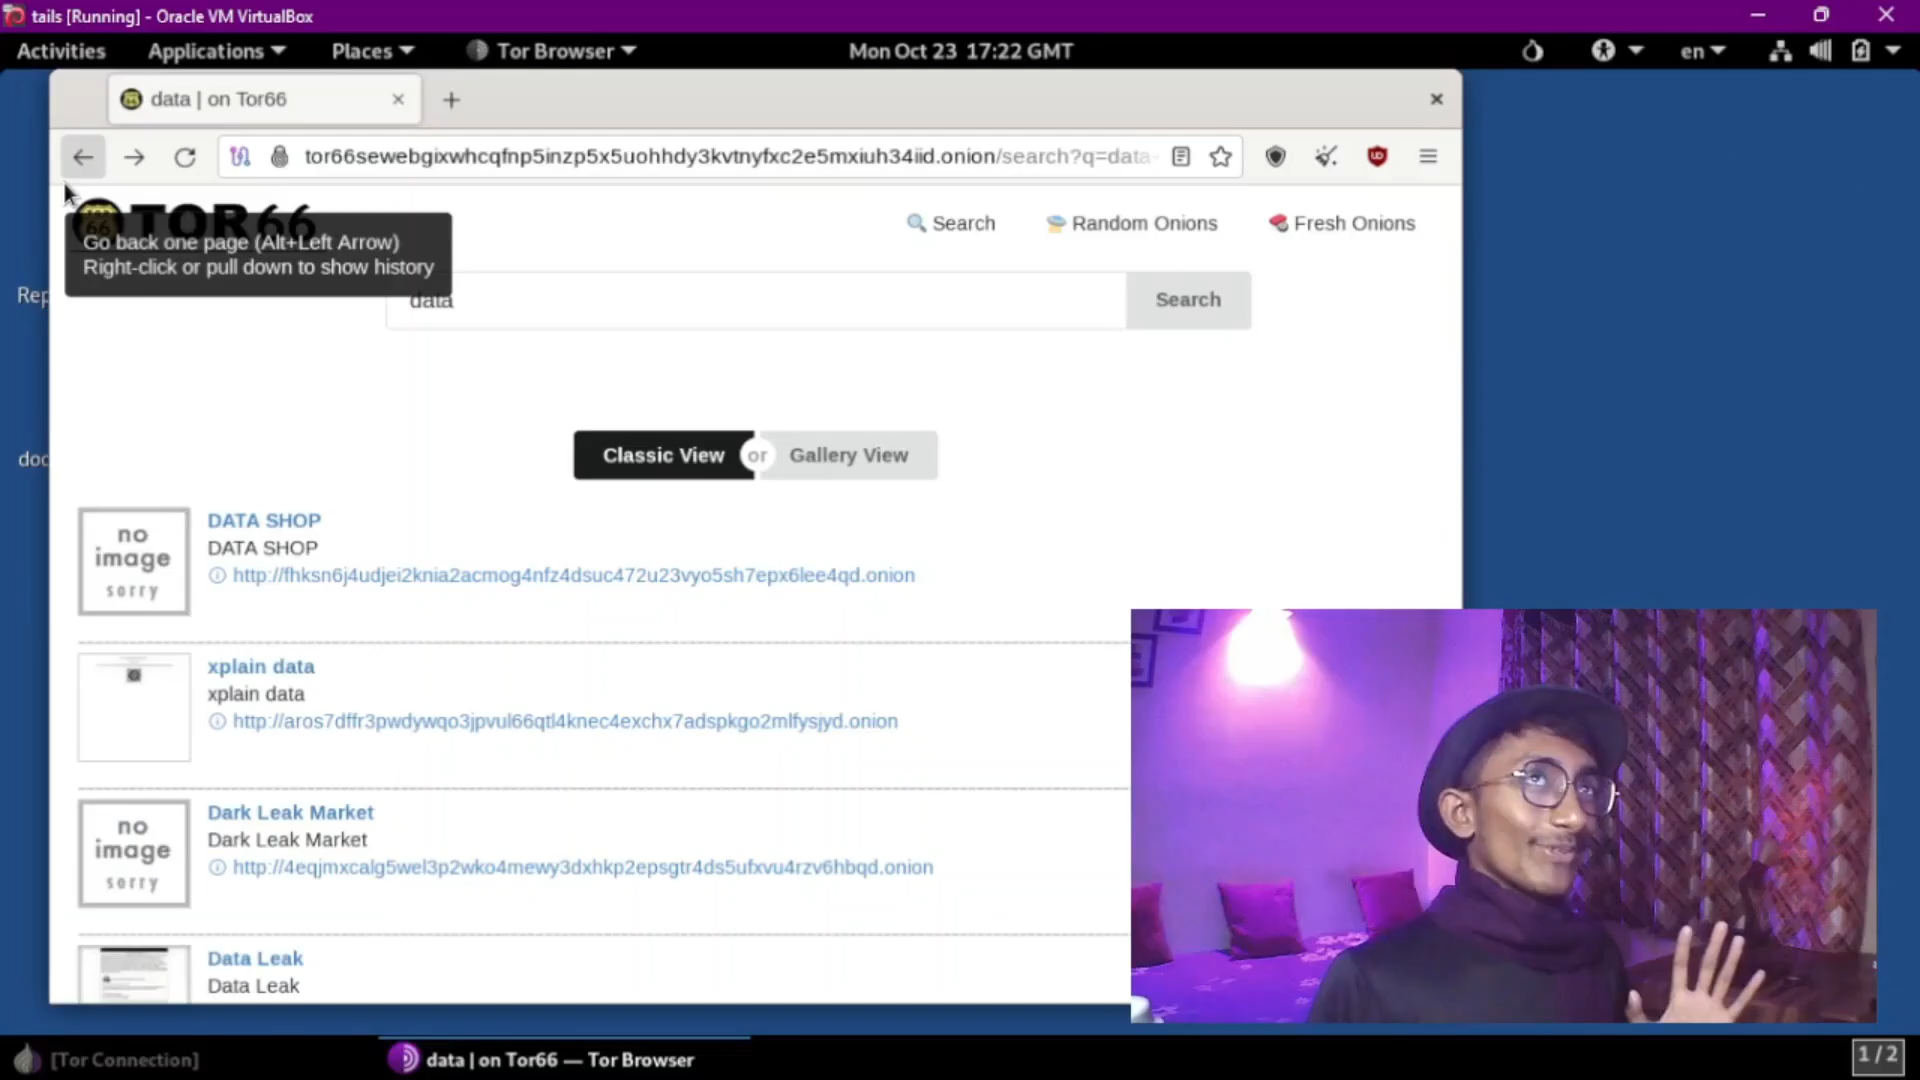 tails [Running] - Oracle VM VirtualBox
Activities Applications Places Tor Browser Mon Oct 23 17:22 GMT en
data | on Tor66
tor66sewebgixwhcqfnp5inzp5x5uohhdy3kvtnyfxc2e5mxiuh34iid.onion/search?q=data
TOR66
Search Random Onions Fresh Onions
Go back one page (Alt+Left Arrow)
Right-click or pull down to show history
Rep
data
Search
Classic View or Gallery View
doc
no
image
sorry
DATA SHOP
DATA SHOP
http://fhksn6j4udjei2knia2acmog4nfz4dsuc472u23vyo5sh7epx6lee4qd.onion
xplain data
xplain data
http://aros7dffr3pwdywqo3jpvul66qtl4knec4exchx7adspkgo2mlfysjyd.onion
no
image
sorry
Dark Leak Market
Dark Leak Market
http://4eqjmxcalg5wel3p2wko4mewy3dxhkp2epsgtr4ds5ufxvu4rzv6hbqd.onion
Data Leak
Data Leak
[Tor Connection] data | on Tor66 — Tor Browser 1 / 2